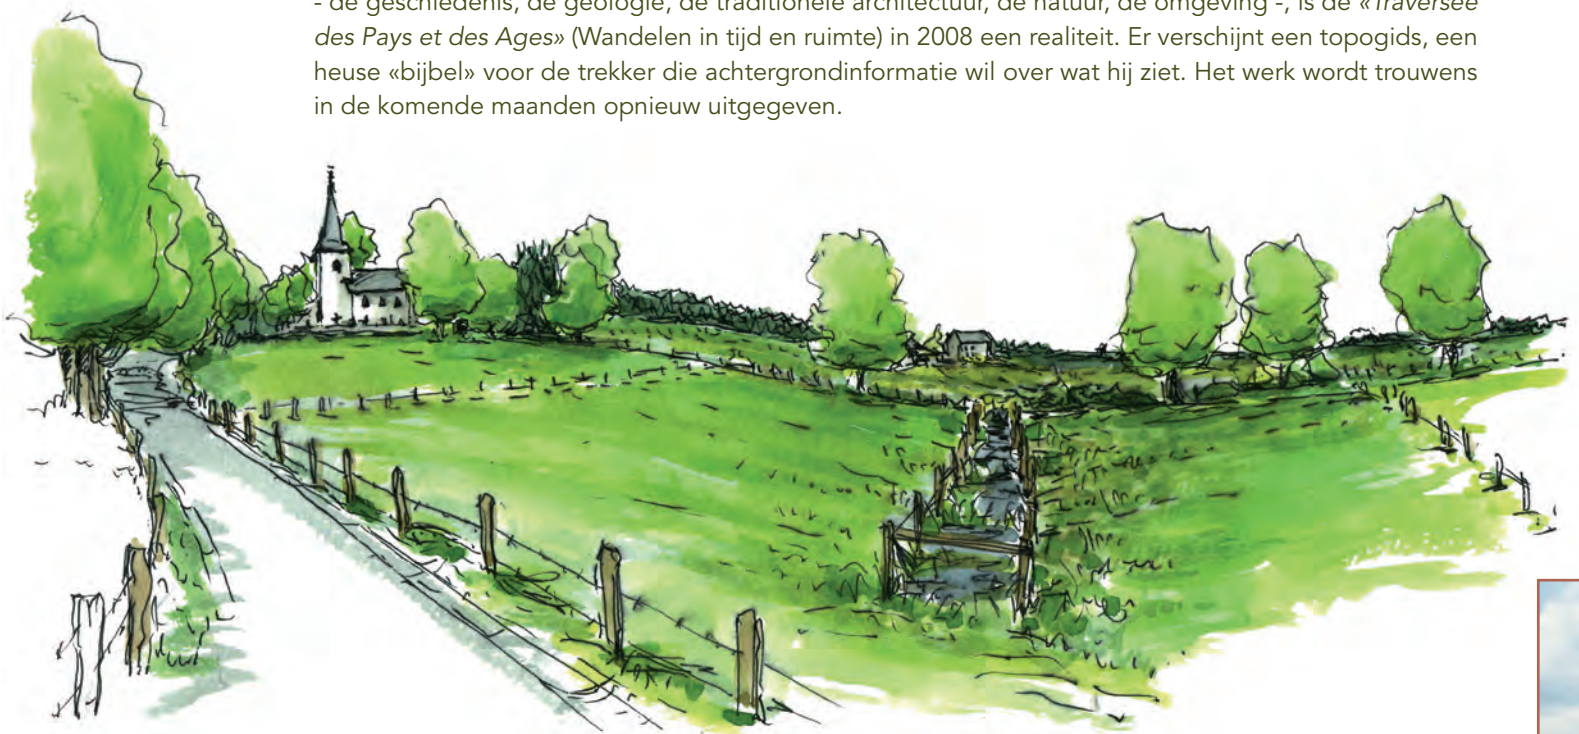 - de geschiedenis, de geologie, de traditionele architectuur, de natuur, de omgeving -, is de «Traversée
des Pays et des Ages» (Wandelen in tijd en ruimte) in 2008 een realiteit. Er verschijnt een topogids, een
heuse «bijbel» voor de trekker die achtergrondinformatie wil over wat hij ziet. Het werk wordt trouwens
in de komende maanden opnieuw uitgegeven.